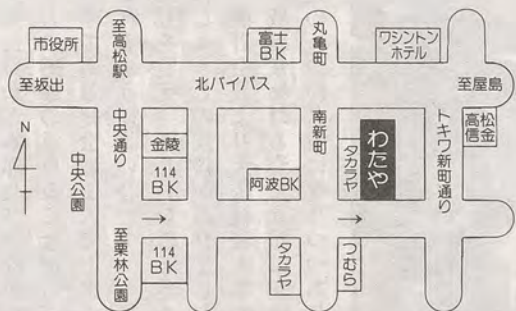 市役所
至高松駅
富士
BK
丸亀町
ワシントン
ホテル
至坂出
北バイパス
至屋島
N
中央公園
中央通り
金陵
114
BK
南新町
阿波BK
タカラヤ
わたや
トキワ新町通り
高松
信金
→
→
至栗林公園
114
BK
タカラヤ
つむら